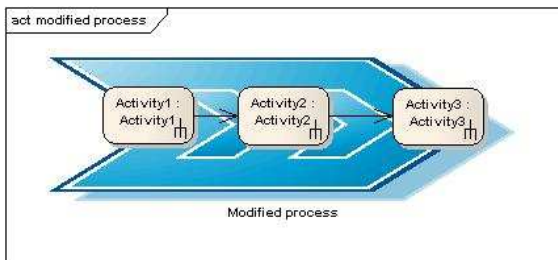 act modified process
Activity1 :
Activity1
Activity2 :
Activity2
Activity3 :
Activity3
Modified process